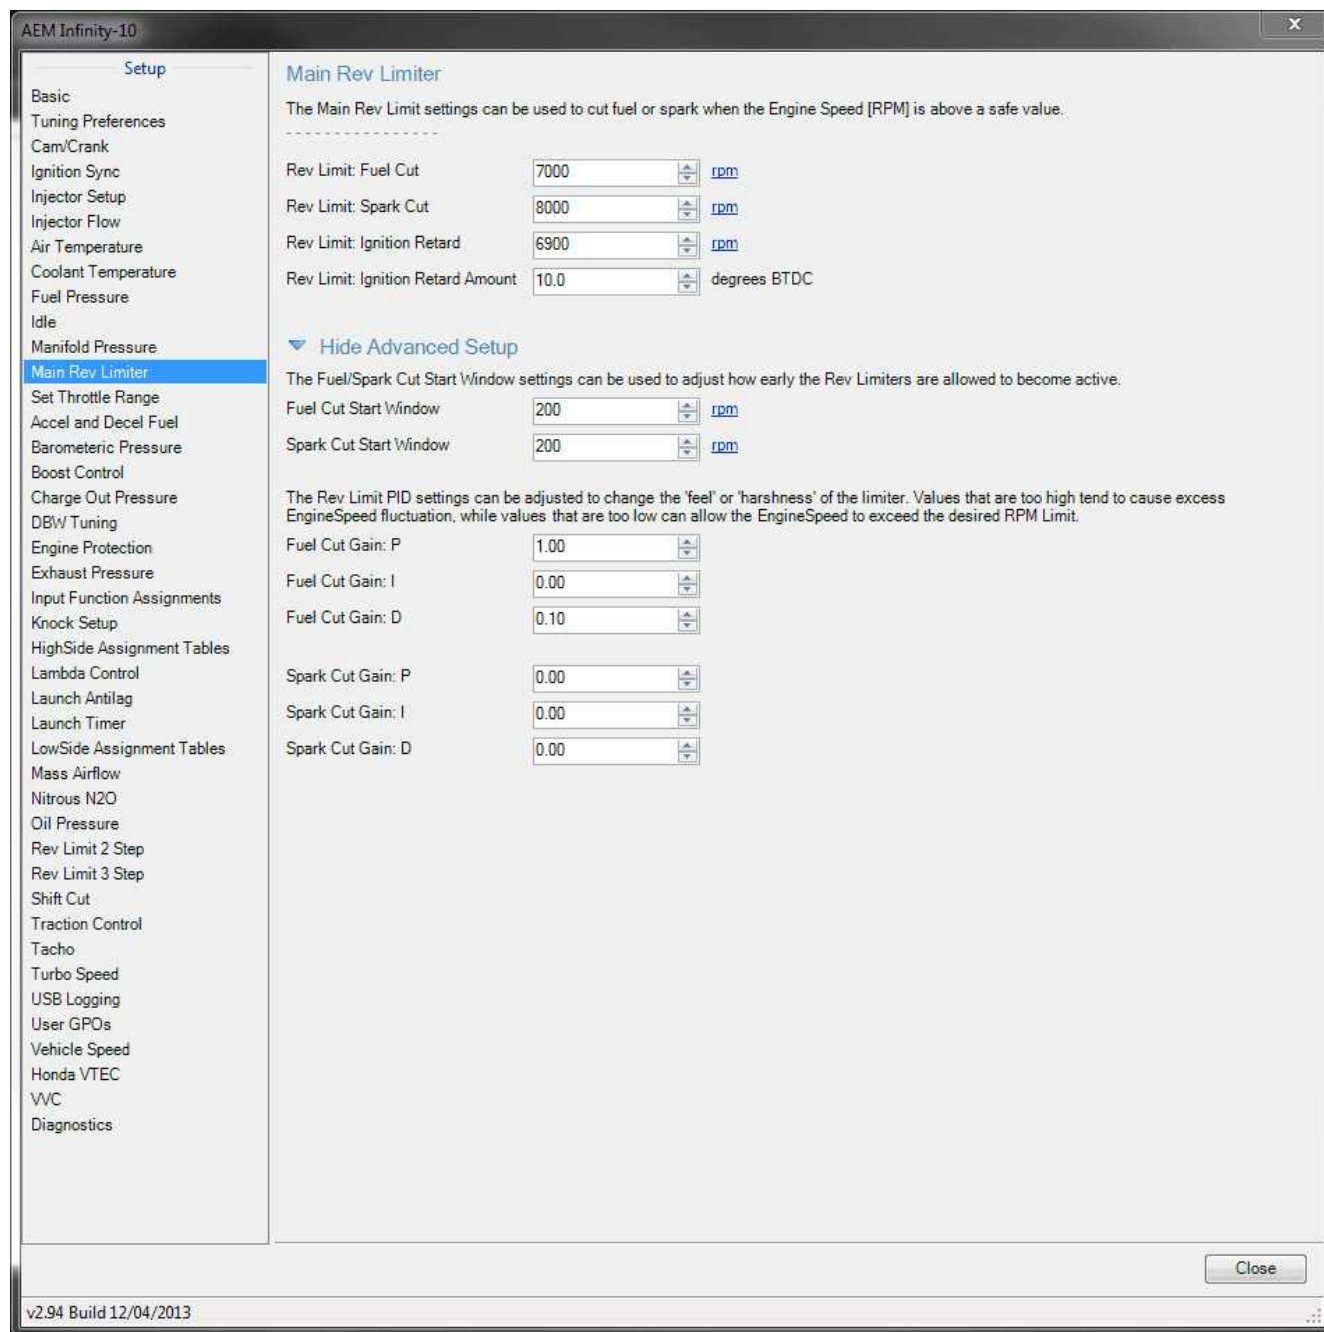 AEM Infinity-10
x
Setup
Basic
Tuning Preferences
Cam/Crank
Ignition Sync
Injector Setup
Injector Flow
Air Temperature
Coolant Temperature
Fuel Pressure
Idle
Manifold Pressure
Main Rev Limiter
Set Throttle Range
Accel and Decel Fuel
Barometeric Pressure
Boost Control
Charge Out Pressure
DBW Tuning
Engine Protection
Exhaust Pressure
Input Function Assignments
Knock Setup
HighSide Assignment Tables
Lambda Control
Launch Antilag
Launch Timer
LowSide Assignment Tables
Mass Airflow
Nitrous N2O
Oil Pressure
Rev Limit 2 Step
Rev Limit 3 Step
Shift Cut
Traction Control
Tacho
Turbo Speed
USB Logging
User GPOs
Vehicle Speed
Honda VTEC
VVC
Diagnostics
Main Rev Limiter
The Main Rev Limit settings can be used to cut fuel or spark when the Engine Speed [RPM] is above a safe value.
- - - - - - - - - - - - - - - -
Rev Limit: Fuel Cut 7000 rpm
Rev Limit: Spark Cut 8000 rpm
Rev Limit: Ignition Retard 6900 rpm
Rev Limit: Ignition Retard Amount 10.0 degrees BTDC
Hide Advanced Setup
The Fuel/Spark Cut Start Window settings can be used to adjust how early the Rev Limiters are allowed to become active.
Fuel Cut Start Window 200 rpm
Spark Cut Start Window 200 rpm
The Rev Limit PID settings can be adjusted to change the 'feel' or 'harshness' of the limiter. Values that are too high tend to cause excess
EngineSpeed fluctuation, while values that are too low can allow the EngineSpeed to exceed the desired RPM Limit.
Fuel Cut Gain: P 1.00
Fuel Cut Gain: I 0.00
Fuel Cut Gain: D 0.10
Spark Cut Gain: P 0.00
Spark Cut Gain: I 0.00
Spark Cut Gain: D 0.00
Close
v2.94 Build 12/04/2013